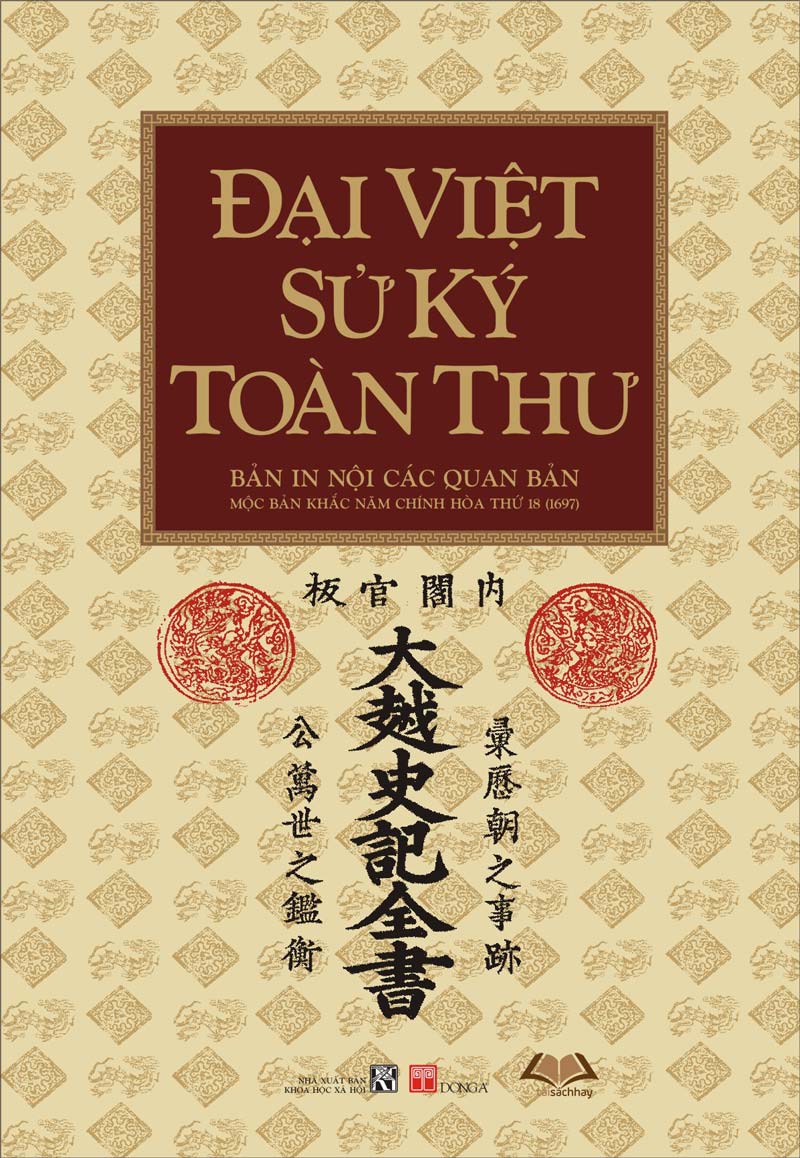 ĐẠI VIỆT
SỬ KÝ
TOÀN THƯ
BẢN IN NỘI CÁC QUAN BẢN
MỘC BẢN KHẮC NĂM CHÍNH HÒA THỨ 18 (1697)
內閣官板
彙歷朝之事跡
大越史記全書
公萬世之鑑衡
NHÀ XUẤT BẢN
KHOA HỌC XÃ HỘI
ĐÔNG A
taisachhay